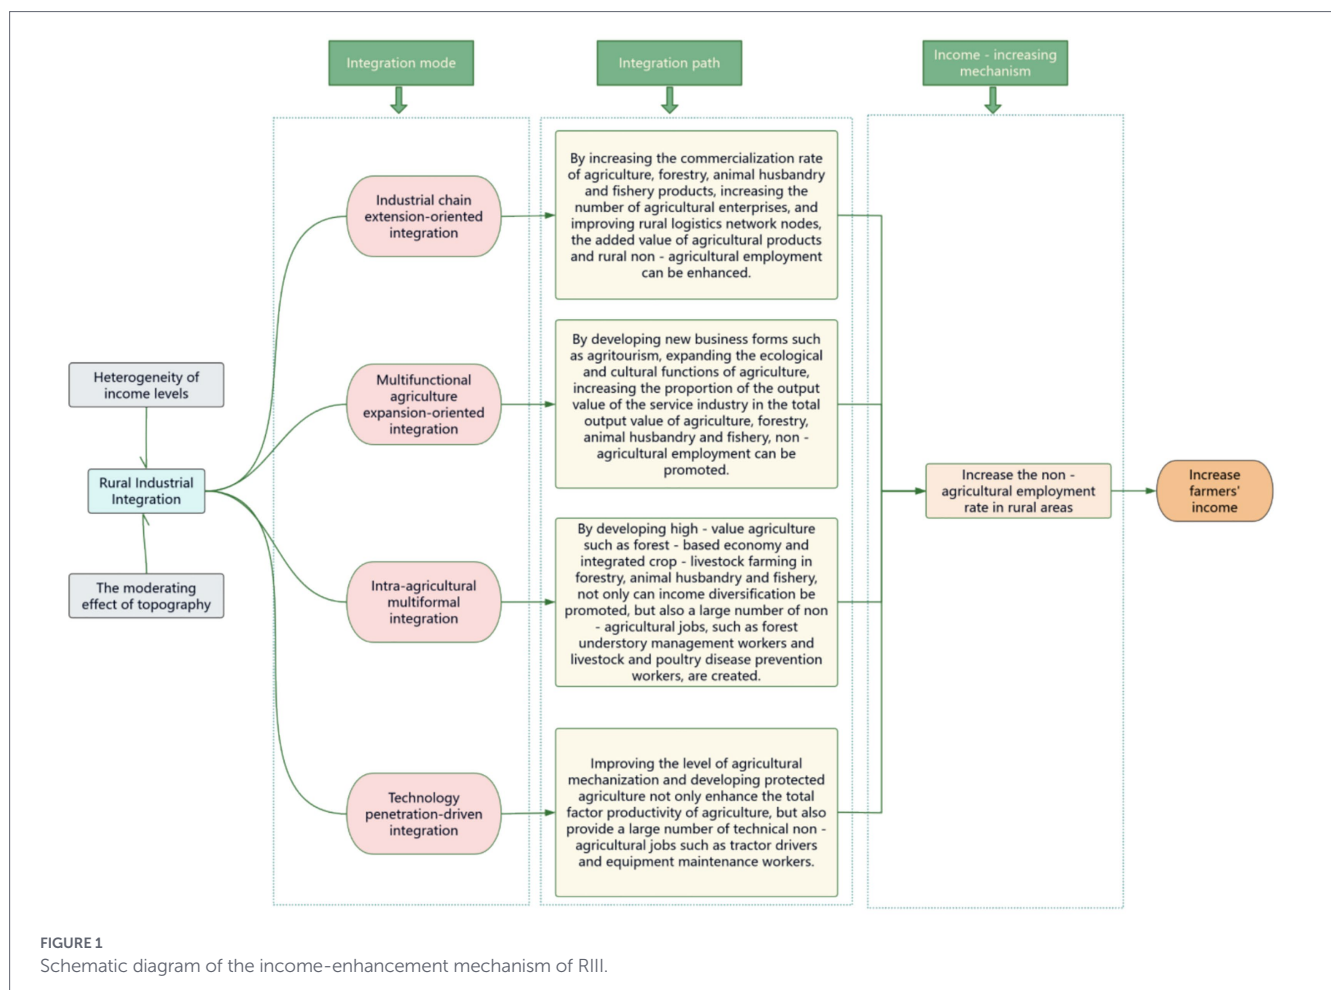 Integration mode
Integration path
Income - increasing
mechanism
Industrial chain
extension-oriented
integration
By increasing the commercialization rate
of agriculture, forestry, animal husbandry
and fishery products, increasing the
number of agricultural enterprises, and
improving rural logistics network nodes,
the added value of agricultural products
and rural non - agricultural employment
can be enhanced.
Heterogeneity of
income levels
Multifunctional
agriculture
expansion-oriented
integration
By developing new business forms such
as agritourism, expanding the ecological
and cultural functions of agriculture,
increasing the proportion of the output
value of the service industry in the total
output value of agriculture, forestry,
animal husbandry and fishery, non -
agricultural employment can be
promoted.
Rural Industrial
Integration
Increase the non -
agricultural employment
rate in rural areas
Increase
farmers'
income
The moderating
effect of topography
Intra-agricultural
multiformal
integration
By developing high - value agriculture
such as forest - based economy and
integrated crop - livestock farming in
forestry, animal husbandry and fishery,
not only can income diversification be
promoted, but also a large number of non
- agricultural jobs, such as forest
understory management workers and
livestock and poultry disease prevention
workers, are created.
Technology
penetration-driven
integration
Improving the level of agricultural
mechanization and developing protected
agriculture not only enhance the total
factor productivity of agriculture, but also
provide a large number of technical non -
agricultural jobs such as tractor drivers
and equipment maintenance workers.
FIGURE 1
Schematic diagram of the income-enhancement mechanism of RIII.